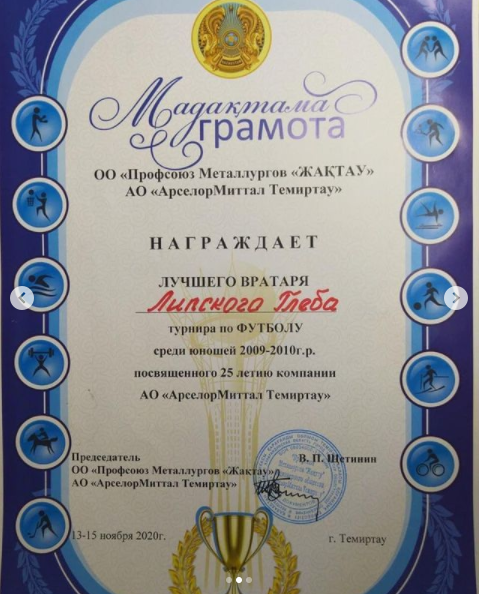 Мадақтама
грамота
ОО «Профсоюз Металлургов «ЖАҚТАУ»
АО «АрселорМиттал Темиртау»
НАГРАЖДАЕТ
ЛУЧШЕГО ВРАТАРЯ
Липского Глеба
турнира по ФУТБОЛУ
среди юношей 2009-2010г.р.
посвященного 25 летию компании
АО «АрселорМиттал Темиртау»
Председатель
ОО «Профсоюз Металлургов «Жақтау»
АО «АрселорМиттал Темиртау»
В. П. Щетинин
13-15 ноября 2020г.
г. Темиртау